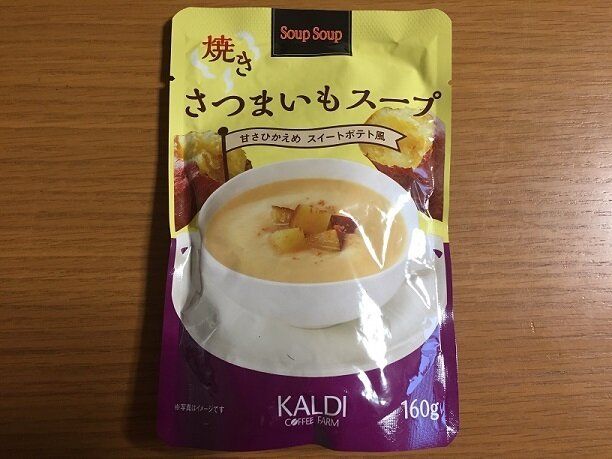 Soup Soup
焼き
さつまいもスープ
甘さひかえめ スイートポテト風
※写真はイメージです
KALDI
COFFEE FARM
160g